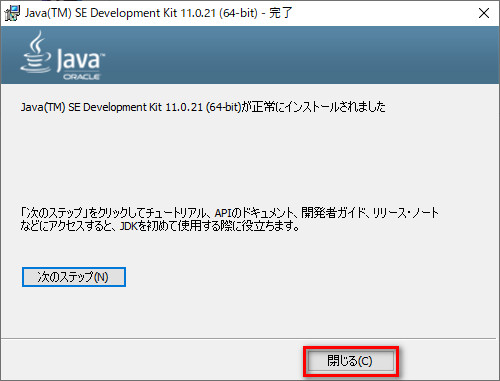 Java(TM) SE Development Kit 11.0.21 (64-bit) - 完了
Java
ORACLE
Java(TM) SE Development Kit 11.0.21 (64-bit)が正常にインストールされました
「次のステップ」をクリックしてチュートリアル、APIのドキュメント、開発者ガイド、リリース・ノート
などにアクセスすると、JDKを初めて使用する際に役立ちます。
次のステップ(N)
閉じる(C)